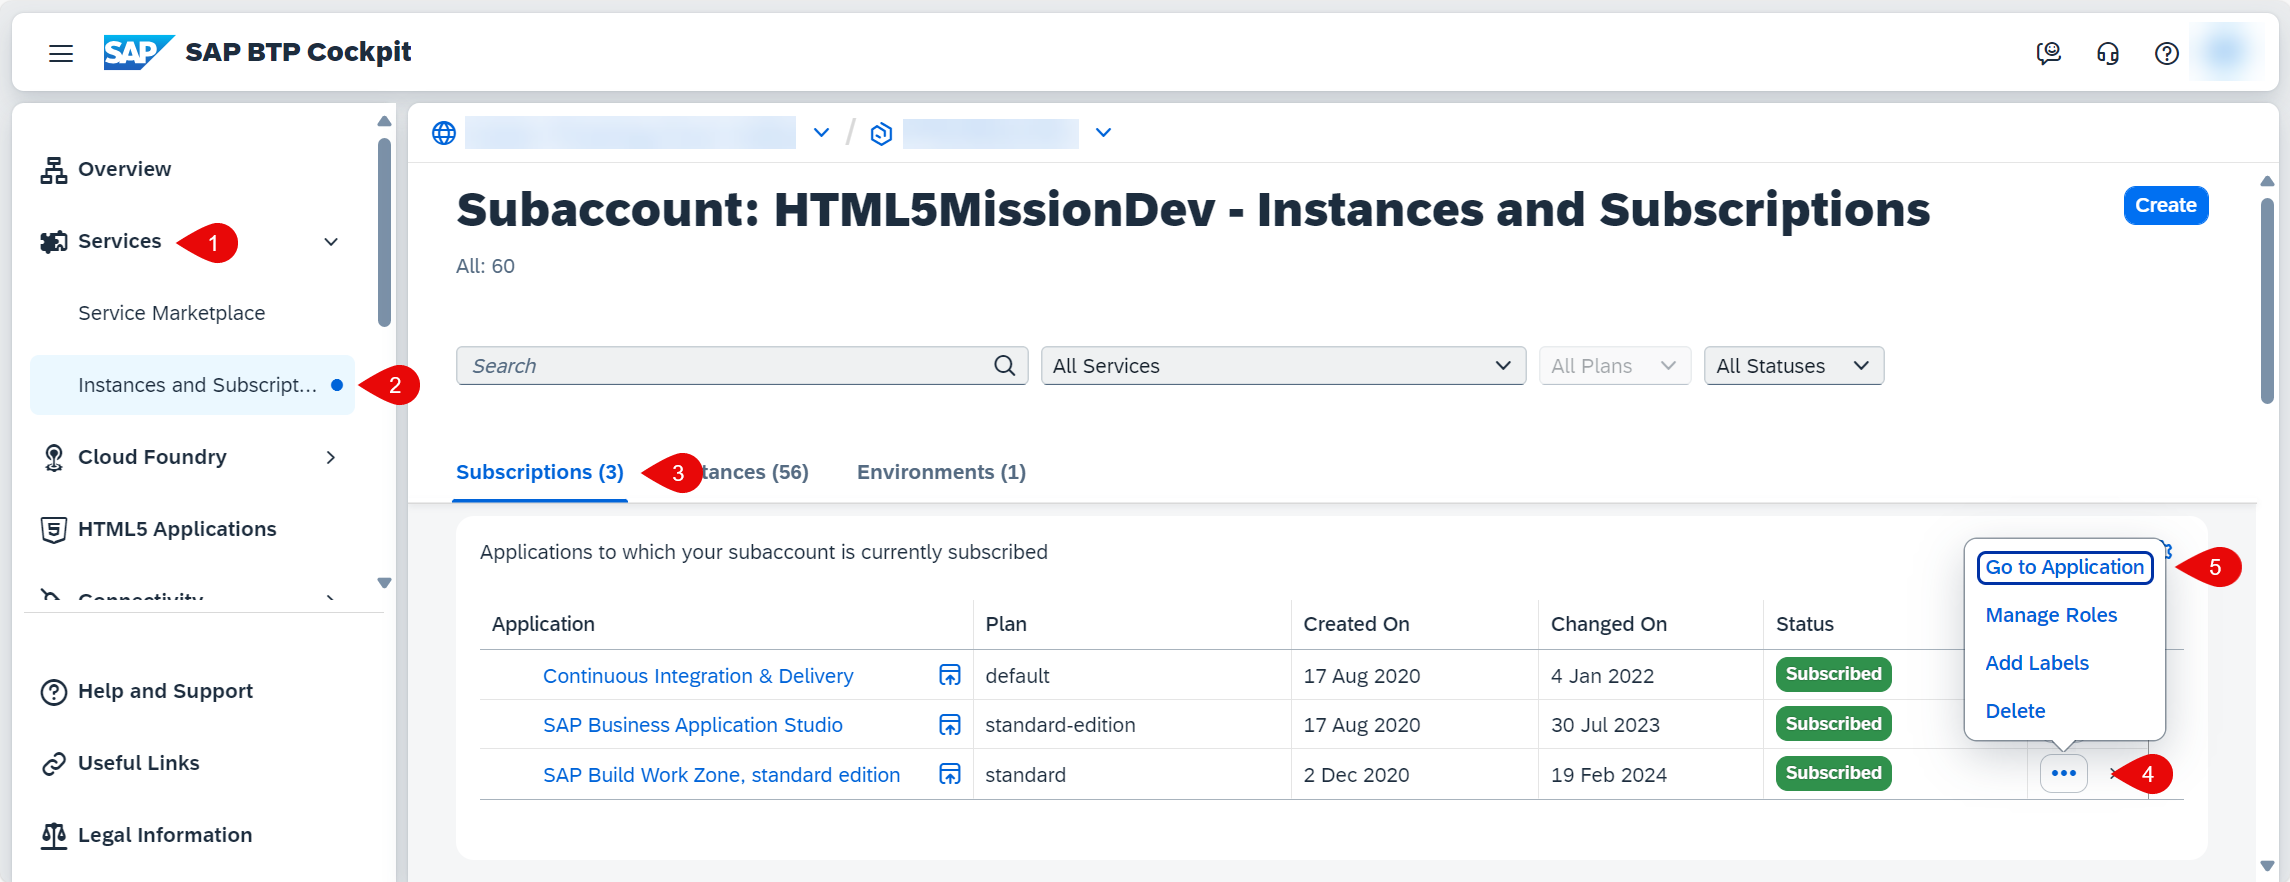 SAP SAP BTP Cockpit
Overview
Services 1
Service Marketplace
Instances and Subscript... 2
Cloud Foundry
HTML5 Applications
Connectivity
Help and Support
Useful Links
Legal Information
Subaccount: HTML5MissionDev - Instances and Subscriptions
Create
All: 60
Search
All Services
All Plans
All Statuses
Subscriptions (3) 3 tances (56) Environments (1)
Applications to which your subaccount is currently subscribed
Application Plan Created On Changed On Status
Continuous Integration & Delivery default 17 Aug 2020 4 Jan 2022 Subscribed
SAP Business Application Studio standard-edition 17 Aug 2020 30 Jul 2023 Subscribed
SAP Build Work Zone, standard edition standard 2 Dec 2020 19 Feb 2024 Subscribed 4
Go to Application 5
Manage Roles
Add Labels
Delete